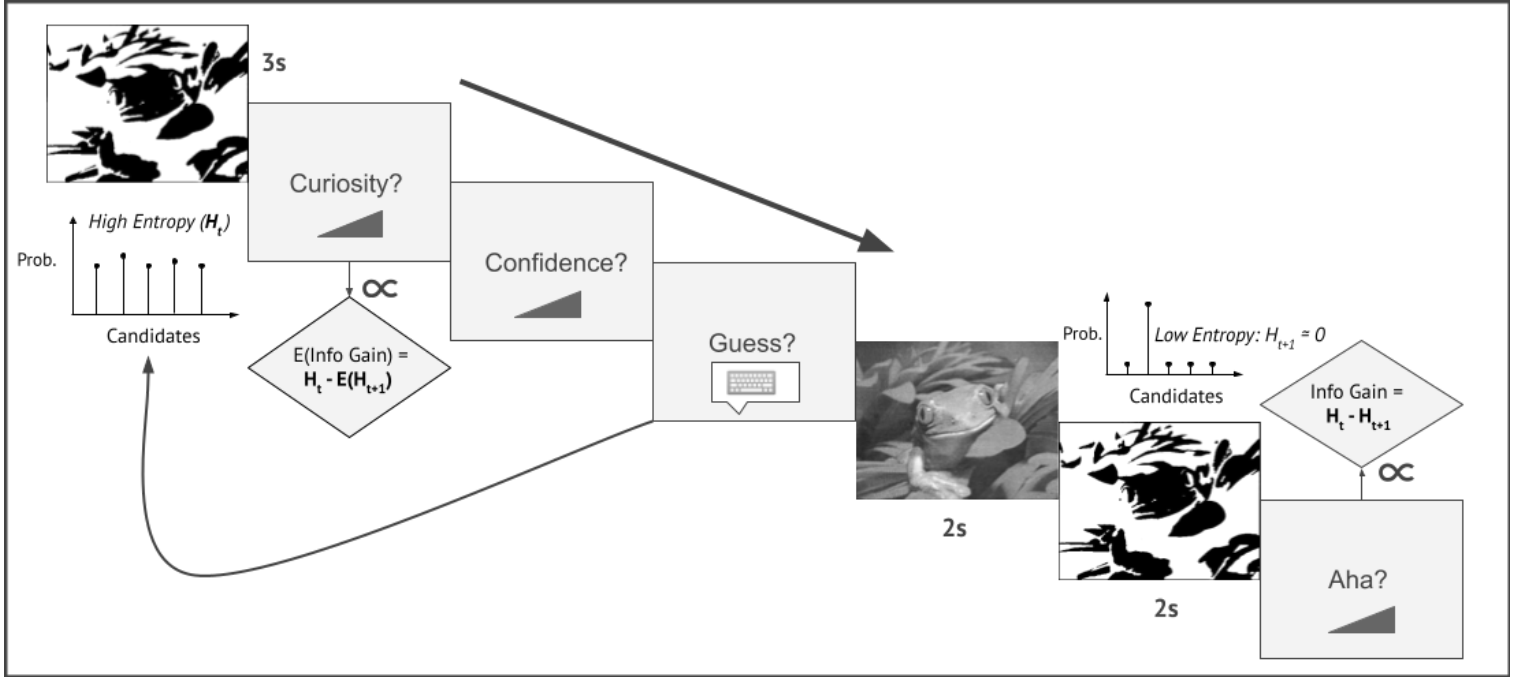 3s
Curiosity?
High Entropy (Hₜ)
Prob.
Candidates
∝
E(Info Gain) =
Hₜ - E(Hₜ₊₁)
Confidence?
Guess?
2s
Prob.
Low Entropy: Hₜ₊₁ ≃ 0
Candidates
2s
Info Gain =
Hₜ - Hₜ₊₁
∝
Aha?